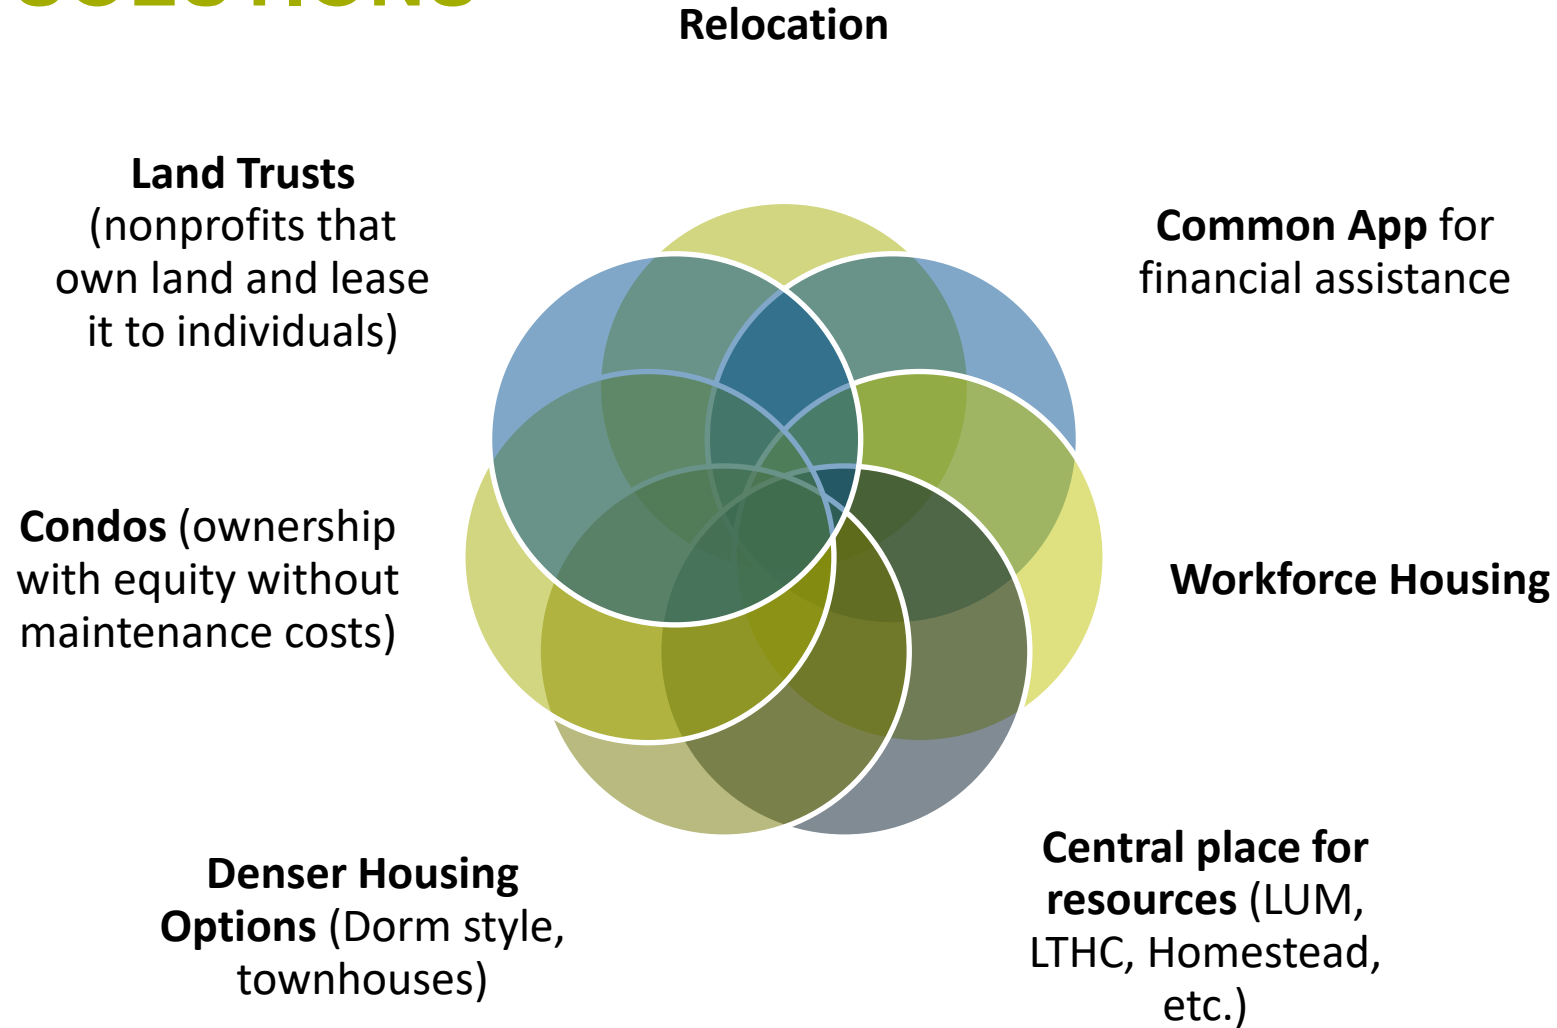 SOLUTIONS
Relocation
Land Trusts
(nonprofits that
own land and lease
it to individuals)
Common App for
financial assistance
Condos (ownership
with equity without
maintenance costs)
Workforce Housing
Denser Housing
Options (Dorm style,
townhouses)
Central place for
resources (LUM,
LTHC, Homestead,
etc.)